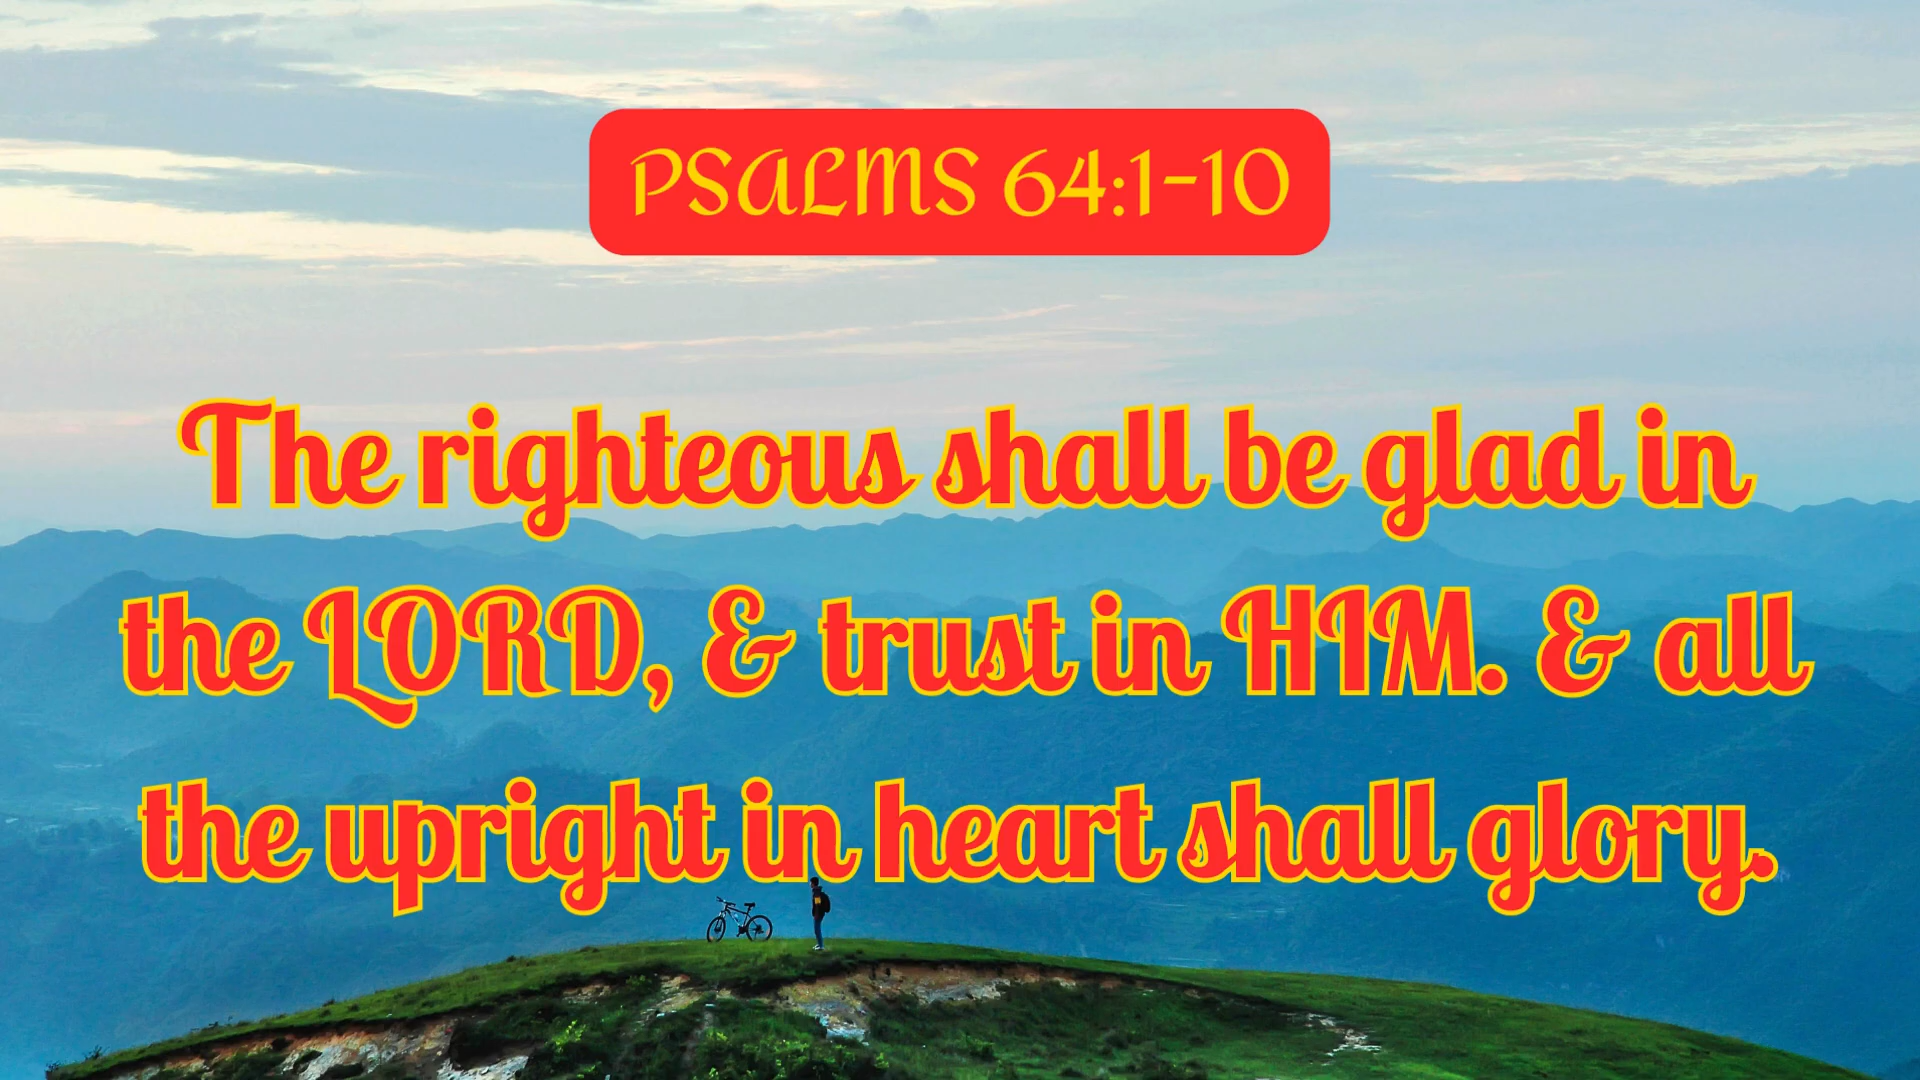 PSALMS 64:1-10
The righteous shall be glad in
the LORD, & trust in HIM. & all
the upright in heart shall glory.